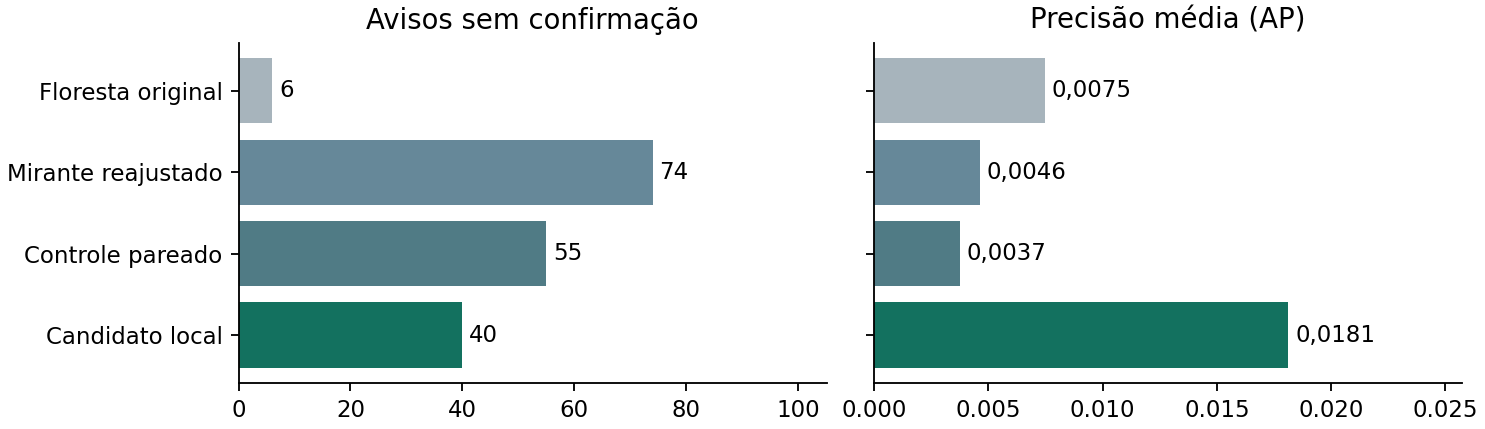 Avisos sem confirmação
Floresta original
6
Mirante reajustado
74
Controle pareado
55
Candidato local
40
0 20 40 60 80 100
Precisão média (AP)
0,0075
0,0046
0,0037
0,0181
0.000 0.005 0.010 0.015 0.020 0.025